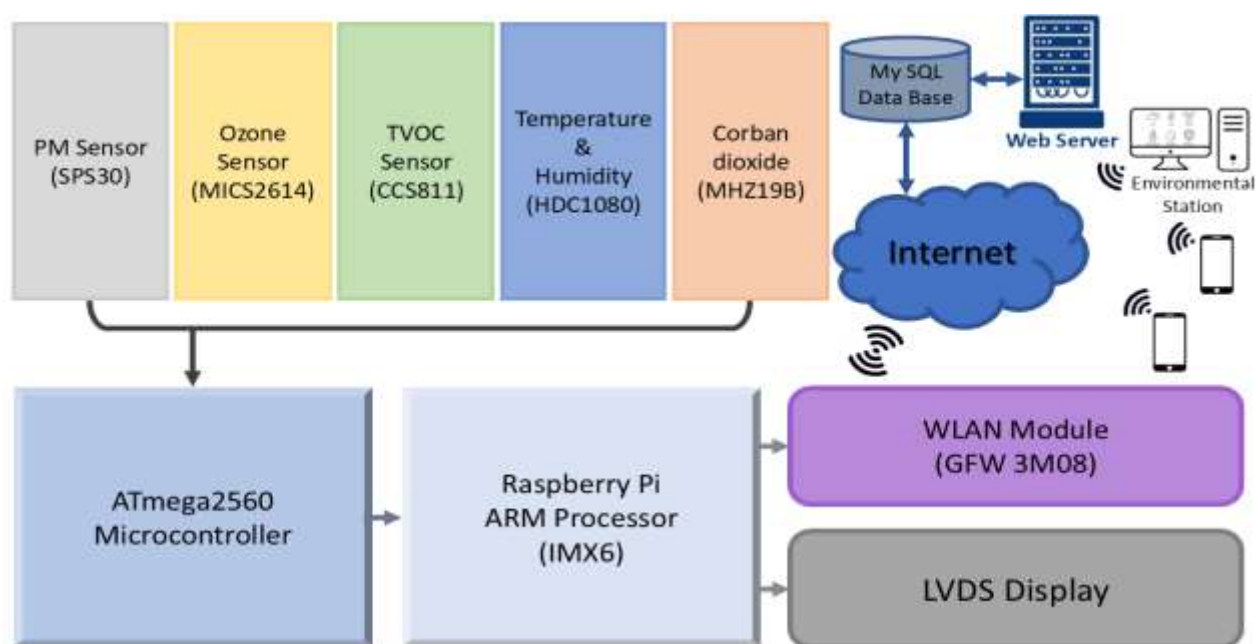 PM Sensor
(SPS30)
Ozone
Sensor
(MICS2614)
TVOC
Sensor
(CCS811)
Temperature
&
Humidity
(HDC1080)
Corban
dioxide
(MHZ19B)
My SQL
Data Base
Web Server
Environmental
Station
Internet
ATmega2560
Microcontroller
Raspberry Pi
ARM Processor
(IMX6)
WLAN Module
(GFW 3M08)
LVDS Display